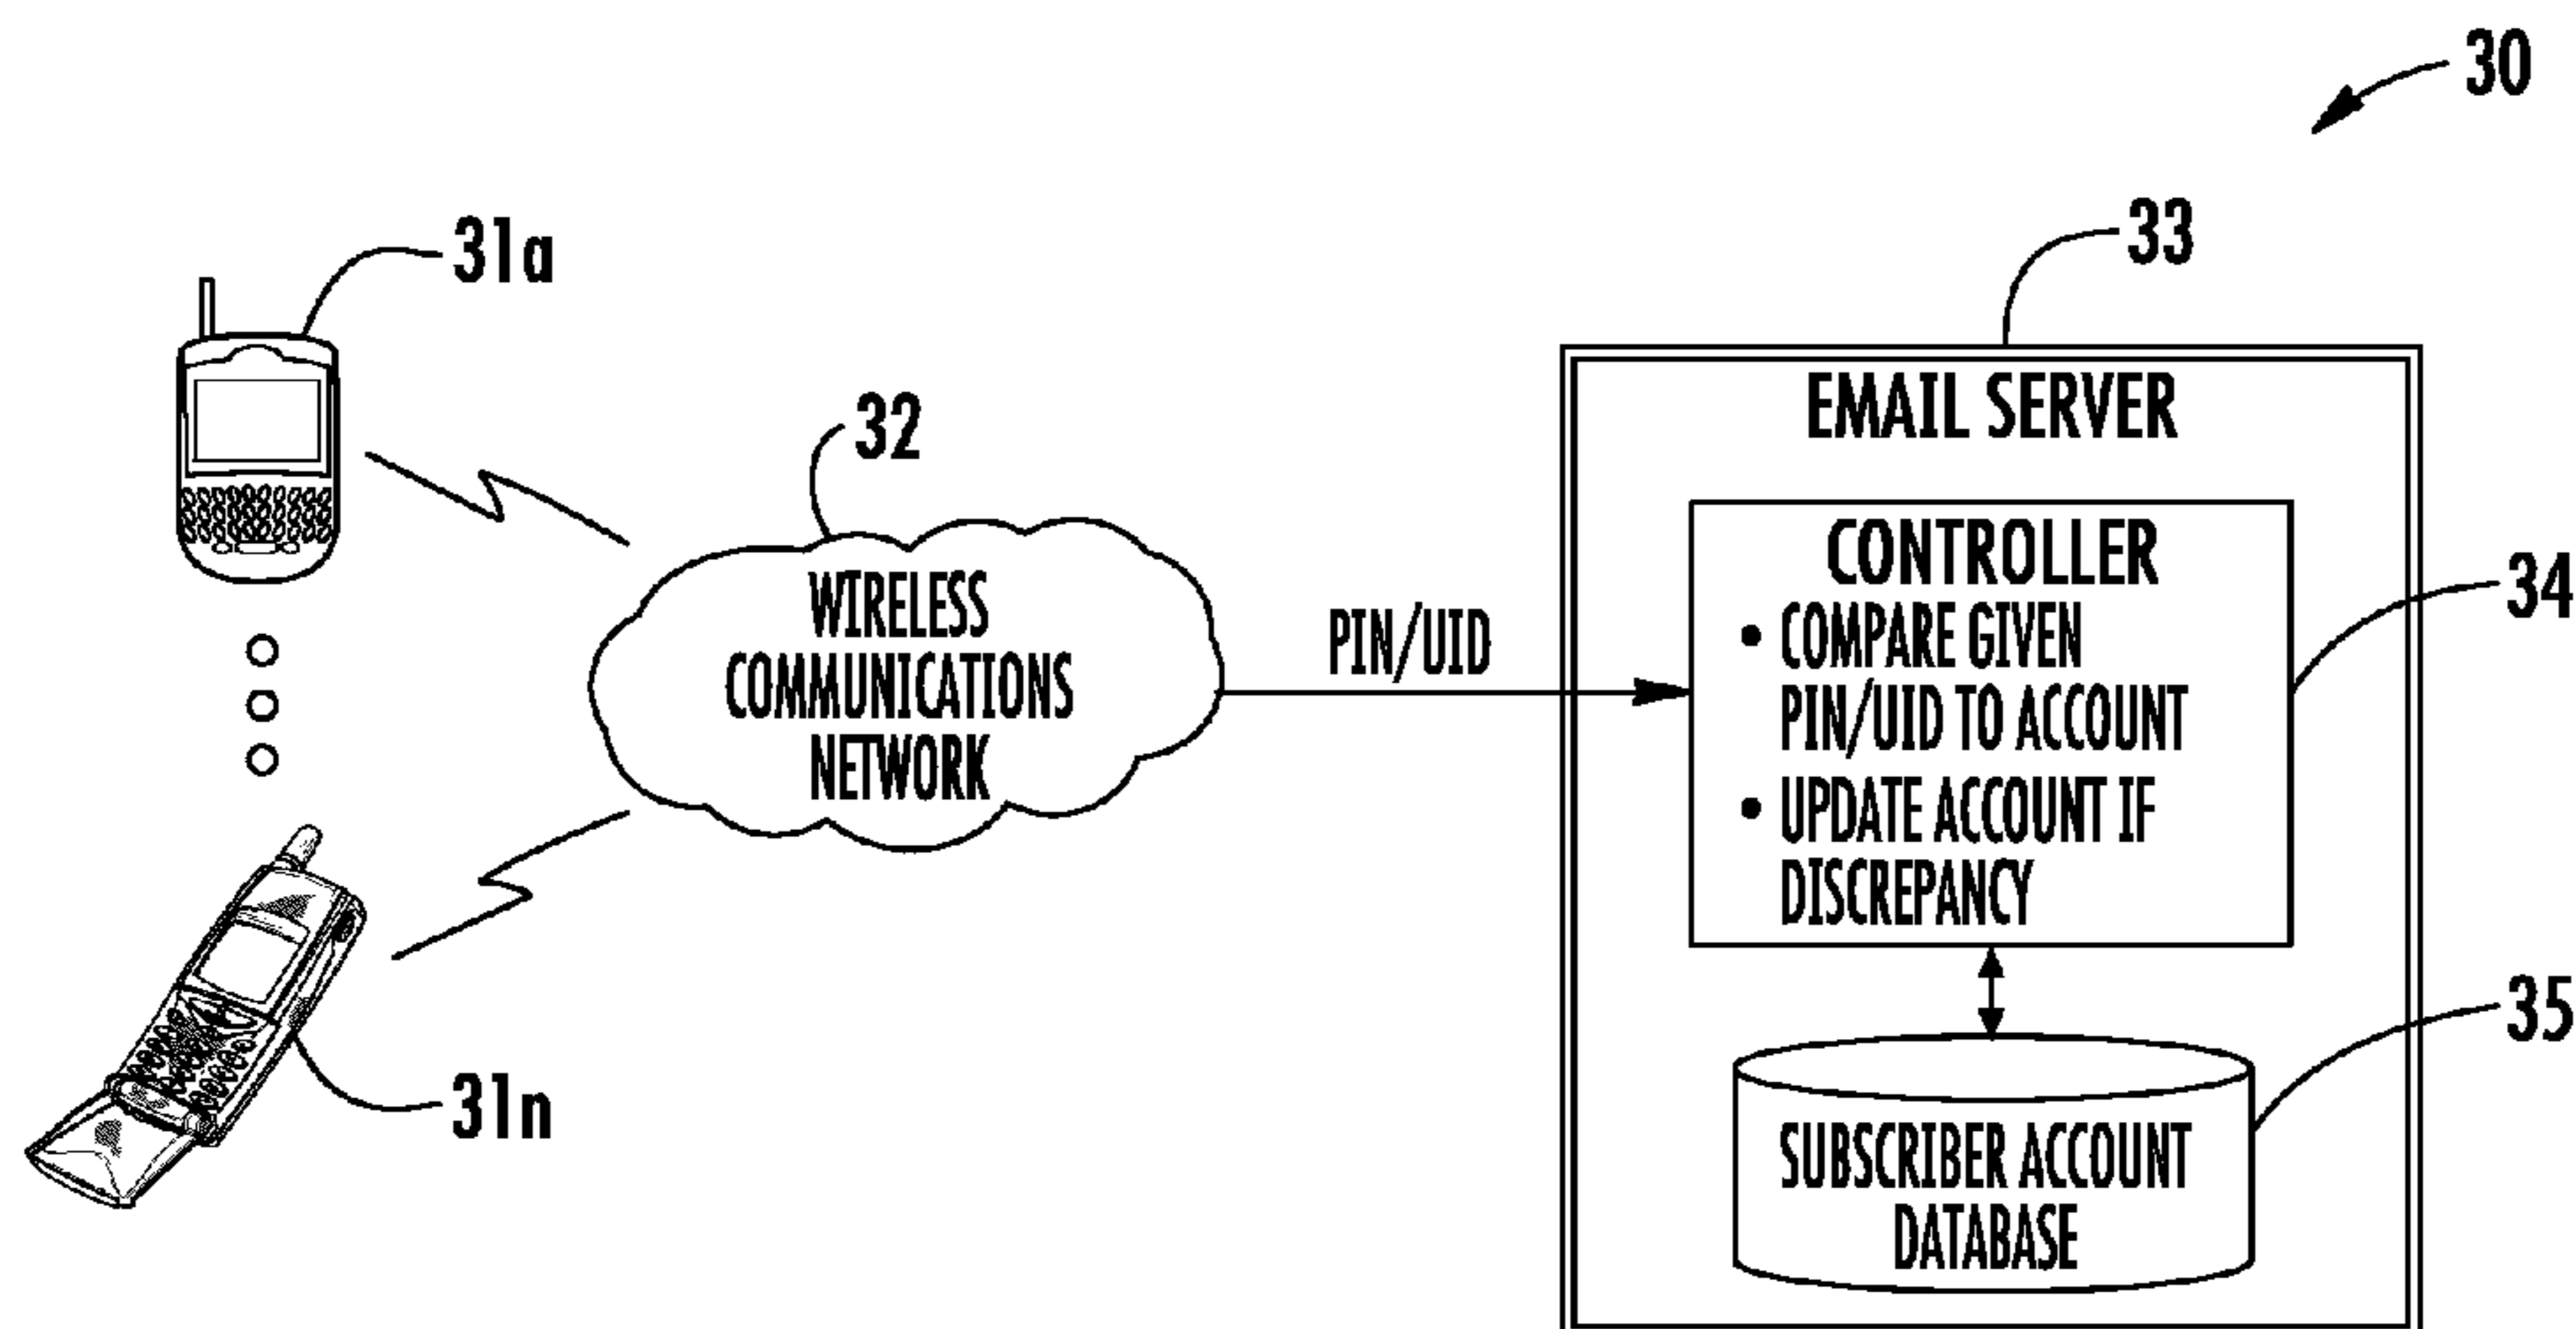 30
31a
33
32
EMAIL SERVER
CONTROLLER
• COMPARE GIVEN
PIN/UID TO ACCOUNT
• UPDATE ACCOUNT IF
DISCREPANCY
34
WIRELESS
COMMUNICATIONS
NETWORK
PIN/UID
31n
35
SUBSCRIBER ACCOUNT
DATABASE